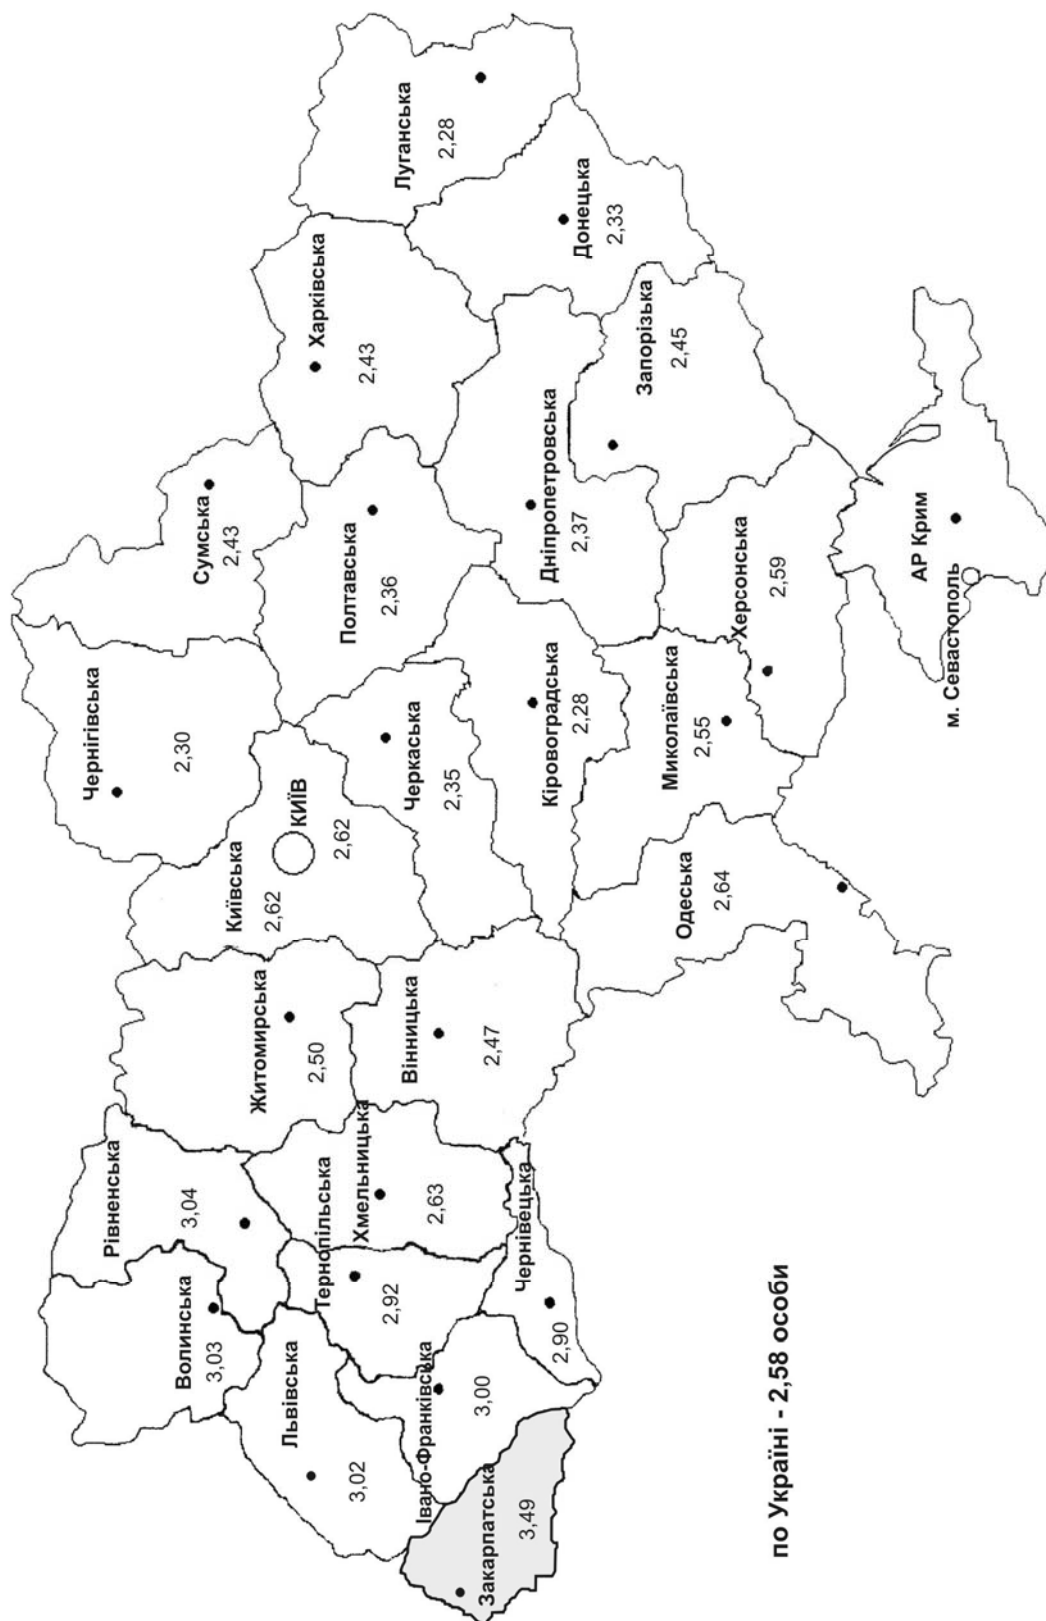 Волинська
3,03
Рівненська
3,04
Житомирська
2,50
Київська
2,62
КИЇВ
2,62
Чернігівська
2,30
Сумська
2,43
Львівська
3,02
Тернопільська
2,92
Хмельницька
2,63
Вінницька
2,47
Черкаська
2,35
Полтавська
2,36
Харківська
2,43
Луганська
2,28
Закарпатська
3,49
Івано-Франківська
3,00
Чернівецька
2,90
Кіровоградська
2,28
Дніпропетровська
2,37
Донецька
2,33
Одеська
2,64
Миколаївська
2,55
Херсонська
2,59
Запорізька
2,45
АР Крим
м. Севастополь
по Україні - 2,58 особи